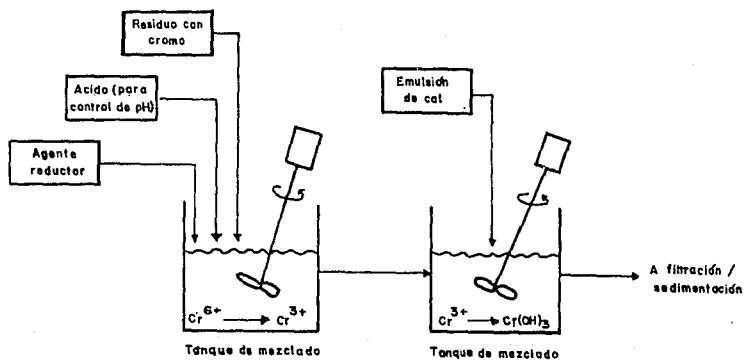 Residuo con
cromo
Acido (para
control de pH)
Agente
reductor
Emulsión
de cal
Cr6+ → Cr3+
Cr3+ → Cr(OH)3
A filtración /
sedimentación
Tanque de mezclado
Tanque de mezclado